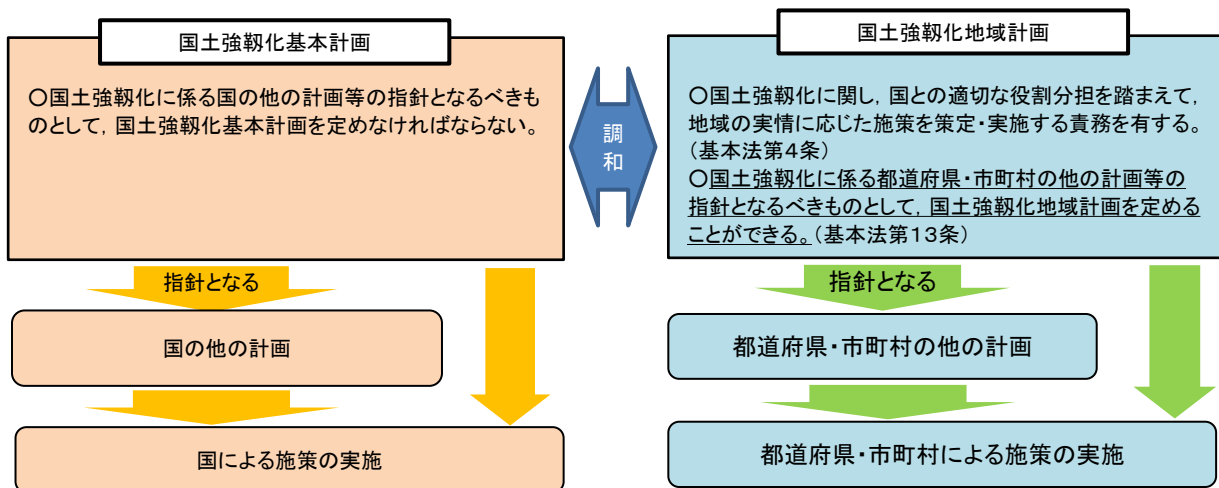 国土強靱化基本計画
〇国土強靱化に係る国の他の計画等の指針となるべきも
のとして，国土強靱化基本計画を定めなければならない。
調
和
国土強靱化地域計画
〇国土強靱化に関し，国との適切な役割分担を踏まえて，
地域の実情に応じた施策を策定・実施する責務を有する。
（基本法第４条）
〇国土強靱化に係る都道府県・市町村の他の計画等の
指針となるべきものとして，国土強靱化地域計画を定める
ことができる。（基本法第１３条）
指針となる
国の他の計画
国による施策の実施
指針となる
都道府県・市町村の他の計画
都道府県・市町村による施策の実施